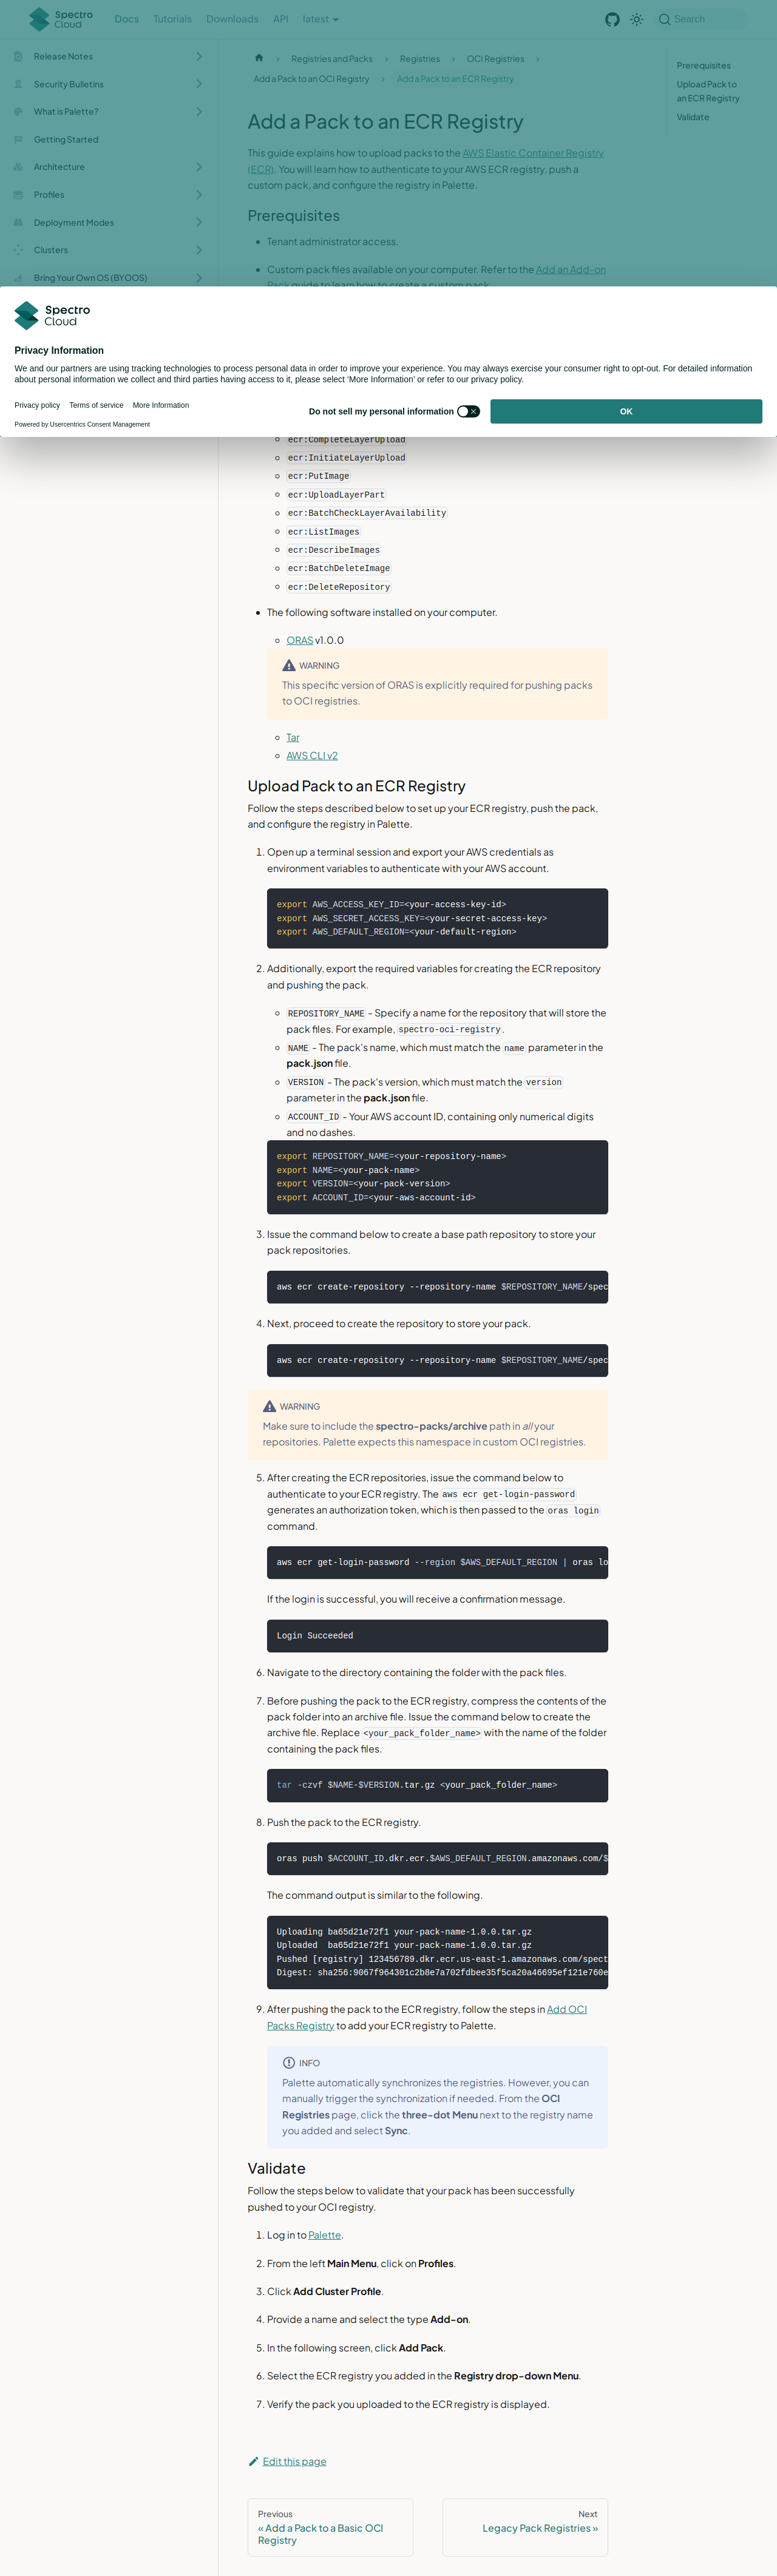 Spectro
Cloud
Docs
Tutorials
Downloads
API
latest
Search
Release Notes
Security Bulletins
What is Palette?
Getting Started
Architecture
Profiles
Deployment Modes
Clusters
Bring Your Own OS (BYOOS)
Registries and Packs
Registries
OCI Registries
Add a Pack to an OCI Registry
Add a Pack to an ECR Registry
Prerequisites
Upload Pack to
an ECR Registry
Validate
Add a Pack to an ECR Registry
This guide explains how to upload packs to the AWS Elastic Container Registry
(ECR). You will learn how to authenticate to your AWS ECR registry, push a
custom pack, and configure the registry in Palette.
Prerequisites
Tenant administrator access.
Custom pack files available on your computer. Refer to the Add an Add-on
Pack guide to learn how to create a custom pack.
Spectro
Cloud
Privacy Information
We and our partners are using tracking technologies to process personal data in order to improve your experience. You may always exercise your consumer right to opt-out. For detailed information
about personal information we collect and third parties having access to it, please select ‘More Information’ or refer to our privacy policy.
Privacy policy
Terms of service
More Information
Powered by Usercentrics Consent Management
Do not sell my personal information
OK
ecr:CompleteLayerUpload
ecr:InitiateLayerUpload
ecr:PutImage
ecr:UploadLayerPart
ecr:BatchCheckLayerAvailability
ecr:ListImages
ecr:DescribeImages
ecr:BatchDeleteImage
ecr:DeleteRepository
The following software installed on your computer.
ORAS v1.0.0
WARNING
This specific version of ORAS is explicitly required for pushing packs
to OCI registries.
Tar
AWS CLI v2
Upload Pack to an ECR Registry
Follow the steps described below to set up your ECR registry, push the pack,
and configure the registry in Palette.
1. Open up a terminal session and export your AWS credentials as
environment variables to authenticate with your AWS account.
export AWS_ACCESS_KEY_ID=<your-access-key-id>
export AWS_SECRET_ACCESS_KEY=<your-secret-access-key>
export AWS_DEFAULT_REGION=<your-default-region>
2. Additionally, export the required variables for creating the ECR repository
and pushing the pack.
REPOSITORY_NAME - Specify a name for the repository that will store the
pack files. For example, spectro-oci-registry.
NAME - The pack's name, which must match the name parameter in the
pack.json file.
VERSION - The pack's version, which must match the version
parameter in the pack.json file.
ACCOUNT_ID - Your AWS account ID, containing only numerical digits
and no dashes.
export REPOSITORY_NAME=<your-repository-name>
export NAME=<your-pack-name>
export VERSION=<your-pack-version>
export ACCOUNT_ID=<your-aws-account-id>
3. Issue the command below to create a base path repository to store your
pack repositories.
aws ecr create-repository --repository-name $REPOSITORY_NAME/spec
4. Next, proceed to create the repository to store your pack.
aws ecr create-repository --repository-name $REPOSITORY_NAME/spec
WARNING
Make sure to include the spectro-packs/archive path in all your
repositories. Palette expects this namespace in custom OCI registries.
5. After creating the ECR repositories, issue the command below to
authenticate to your ECR registry. The aws ecr get-login-password
generates an authorization token, which is then passed to the oras login
command.
aws ecr get-login-password --region $AWS_DEFAULT_REGION | oras lo
If the login is successful, you will receive a confirmation message.
Login Succeeded
6. Navigate to the directory containing the folder with the pack files.
7. Before pushing the pack to the ECR registry, compress the contents of the
pack folder into an archive file. Issue the command below to create the
archive file. Replace <your_pack_folder_name> with the name of the folder
containing the pack files.
tar -czvf $NAME-$VERSION.tar.gz <your_pack_folder_name>
8. Push the pack to the ECR registry.
oras push $ACCOUNT_ID.dkr.ecr.$AWS_DEFAULT_REGION.amazonaws.com/$
The command output is similar to the following.
Uploading ba65d21e72f1 your-pack-name-1.0.0.tar.gz
Uploaded  ba65d21e72f1 your-pack-name-1.0.0.tar.gz
Pushed [registry] 123456789.dkr.ecr.us-east-1.amazonaws.com/spect
Digest: sha256:9067f964301c2b8e7a702fdbee35f5ca20a46695ef121e760e
9. After pushing the pack to the ECR registry, follow the steps in Add OCI
Packs Registry to add your ECR registry to Palette.
INFO
Palette automatically synchronizes the registries. However, you can
manually trigger the synchronization if needed. From the OCI
Registries page, click the three-dot Menu next to the registry name
you added and select Sync.
Validate
Follow the steps below to validate that your pack has been successfully
pushed to your OCI registry.
1. Log in to Palette.
2. From the left Main Menu, click on Profiles.
3. Click Add Cluster Profile.
4. Provide a name and select the type Add-on.
5. In the following screen, click Add Pack.
6. Select the ECR registry you added in the Registry drop-down Menu.
7. Verify the pack you uploaded to the ECR registry is displayed.
Edit this page
Previous
« Add a Pack to a Basic OCI
Registry
Next
Legacy Pack Registries »